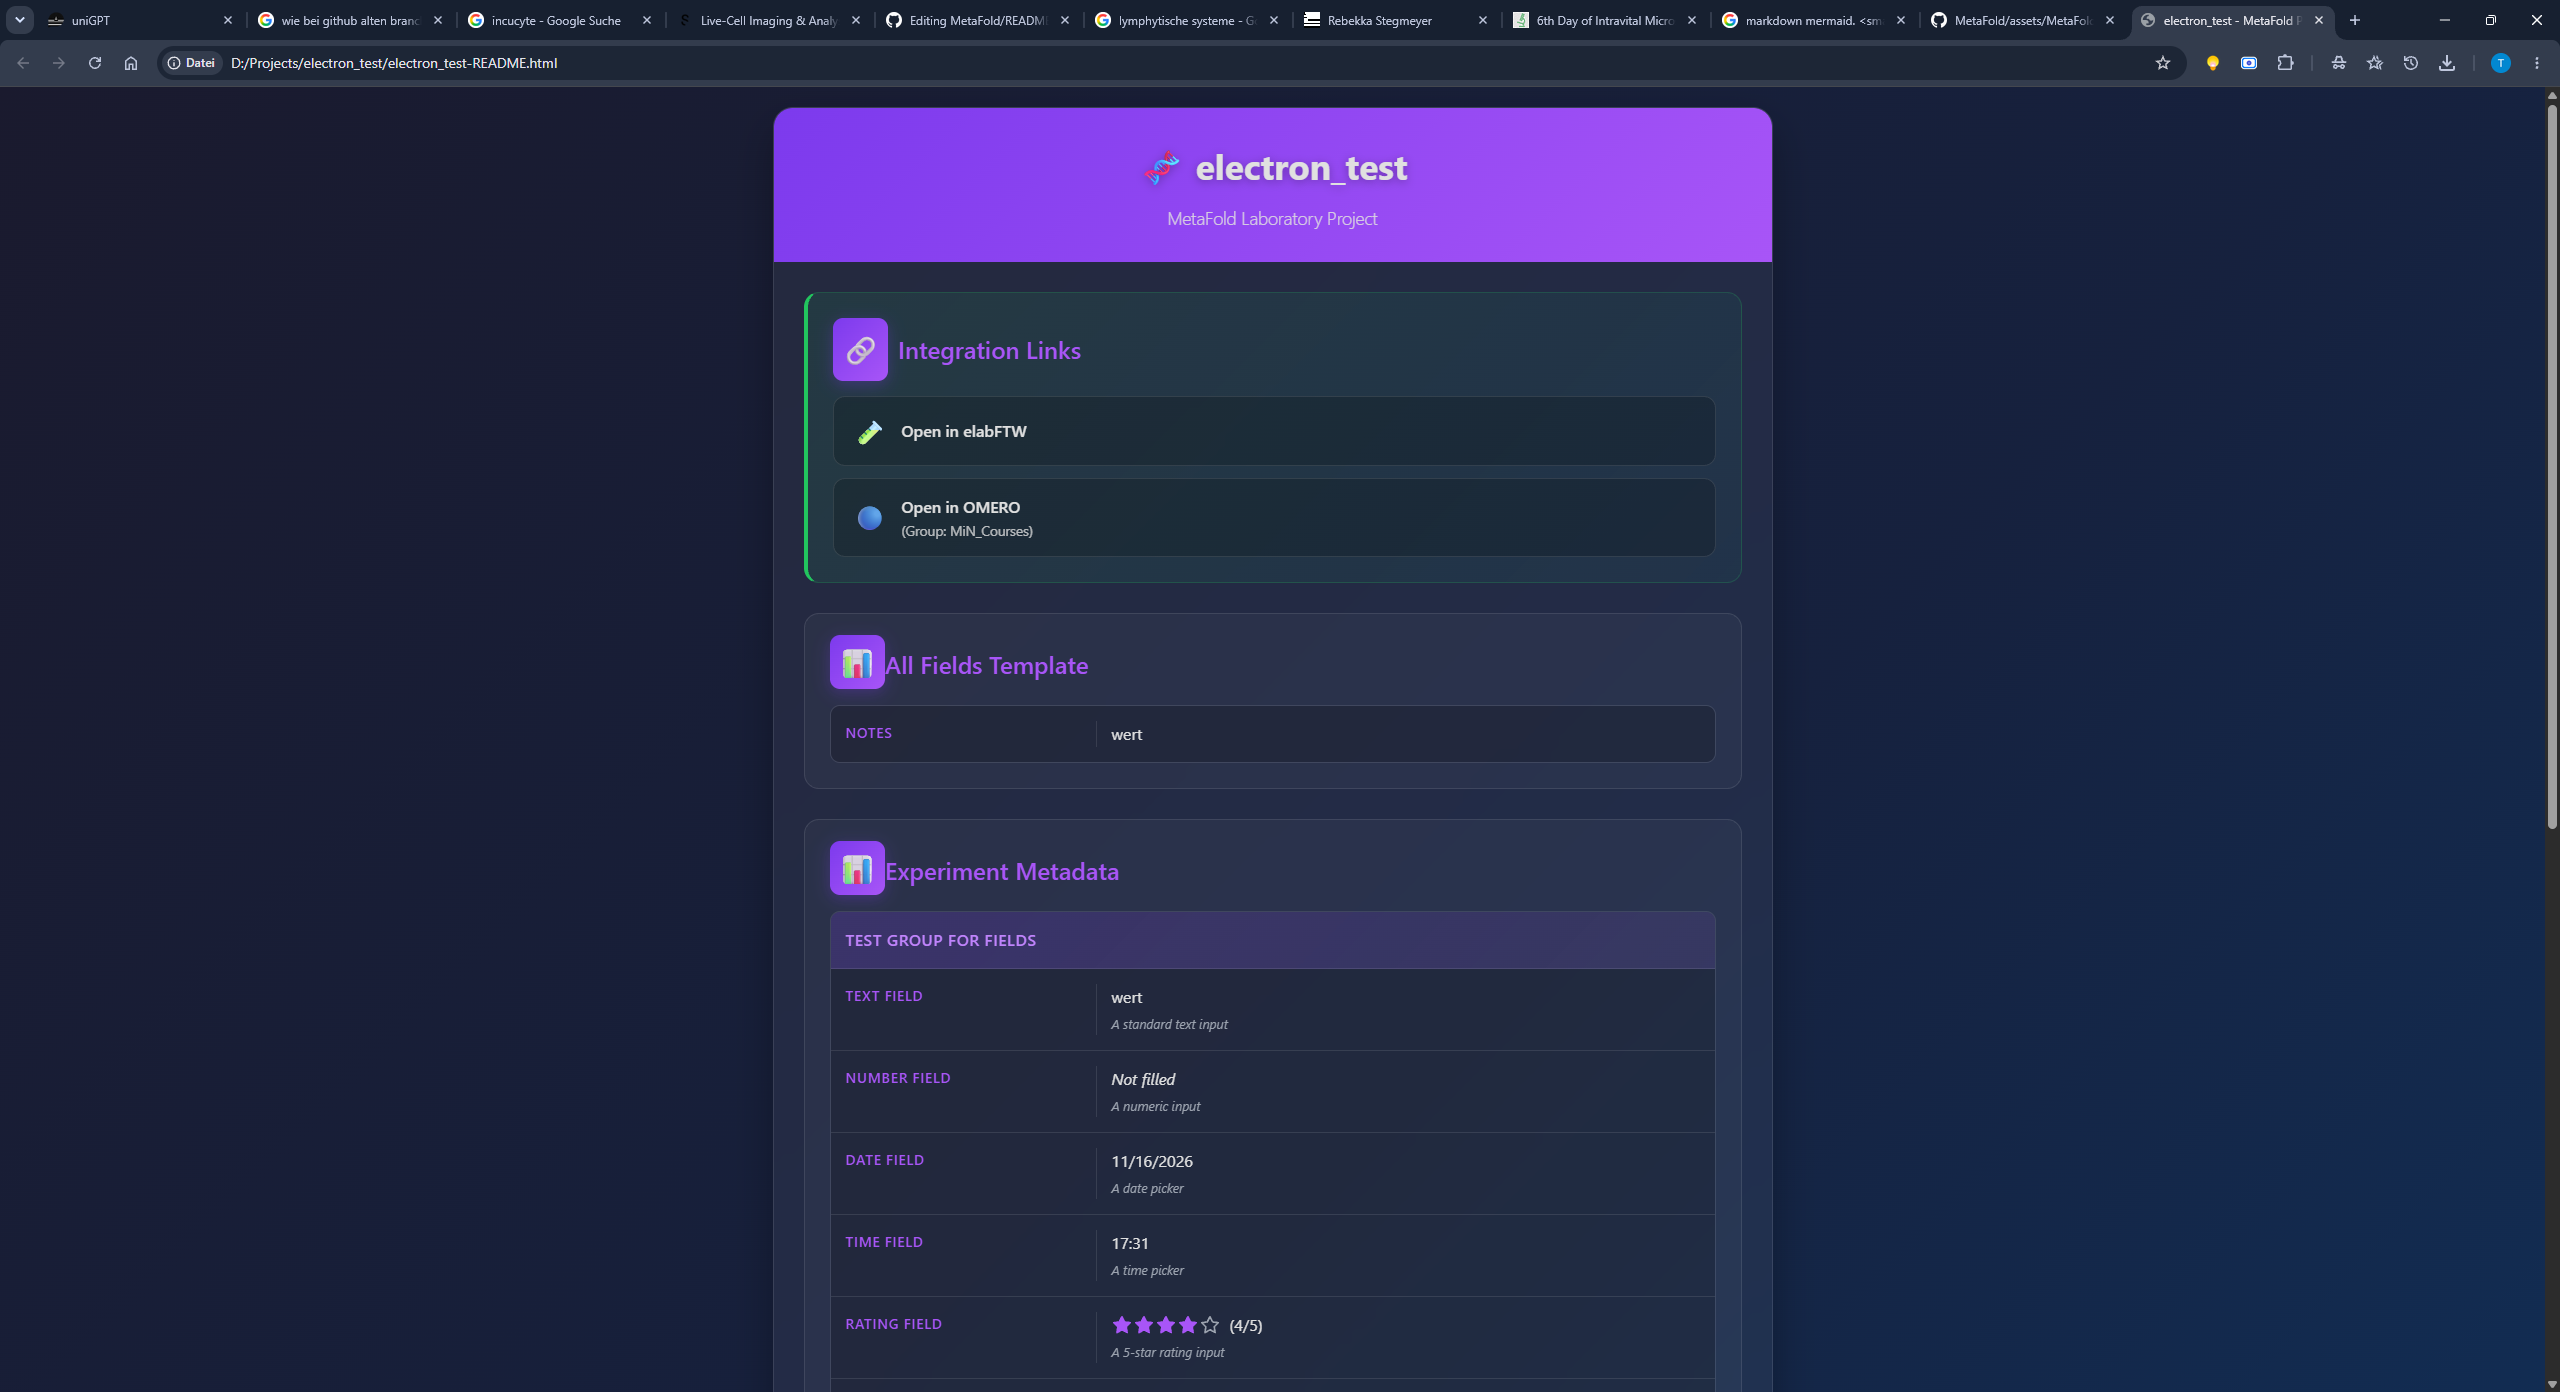 uniGPT
wie bei github alten branc
incucyte - Google Suche
Live-Cell Imaging & Analy
Editing MetaFold/README
lymphytische systeme - Go
Rebekka Stegmeyer
6th Day of Intravital Micro
markdown mermaid. <sm
MetaFold/assets/MetaFol
electron_test - MetaFold P
Datei
D:/Projects/electron_test/electron_test-README.html
T
electron_test
MetaFold Laboratory Project
Integration Links
Open in elabFTW
Open in OMERO
(Group: MiN_Courses)
All Fields Template
NOTES
wert
Experiment Metadata
TEST GROUP FOR FIELDS
TEXT FIELD
wert
A standard text input
NUMBER FIELD
Not filled
A numeric input
DATE FIELD
11/16/2026
A date picker
TIME FIELD
17:31
A time picker
RATING FIELD
★★★★☆ (4/5)
A 5-star rating input